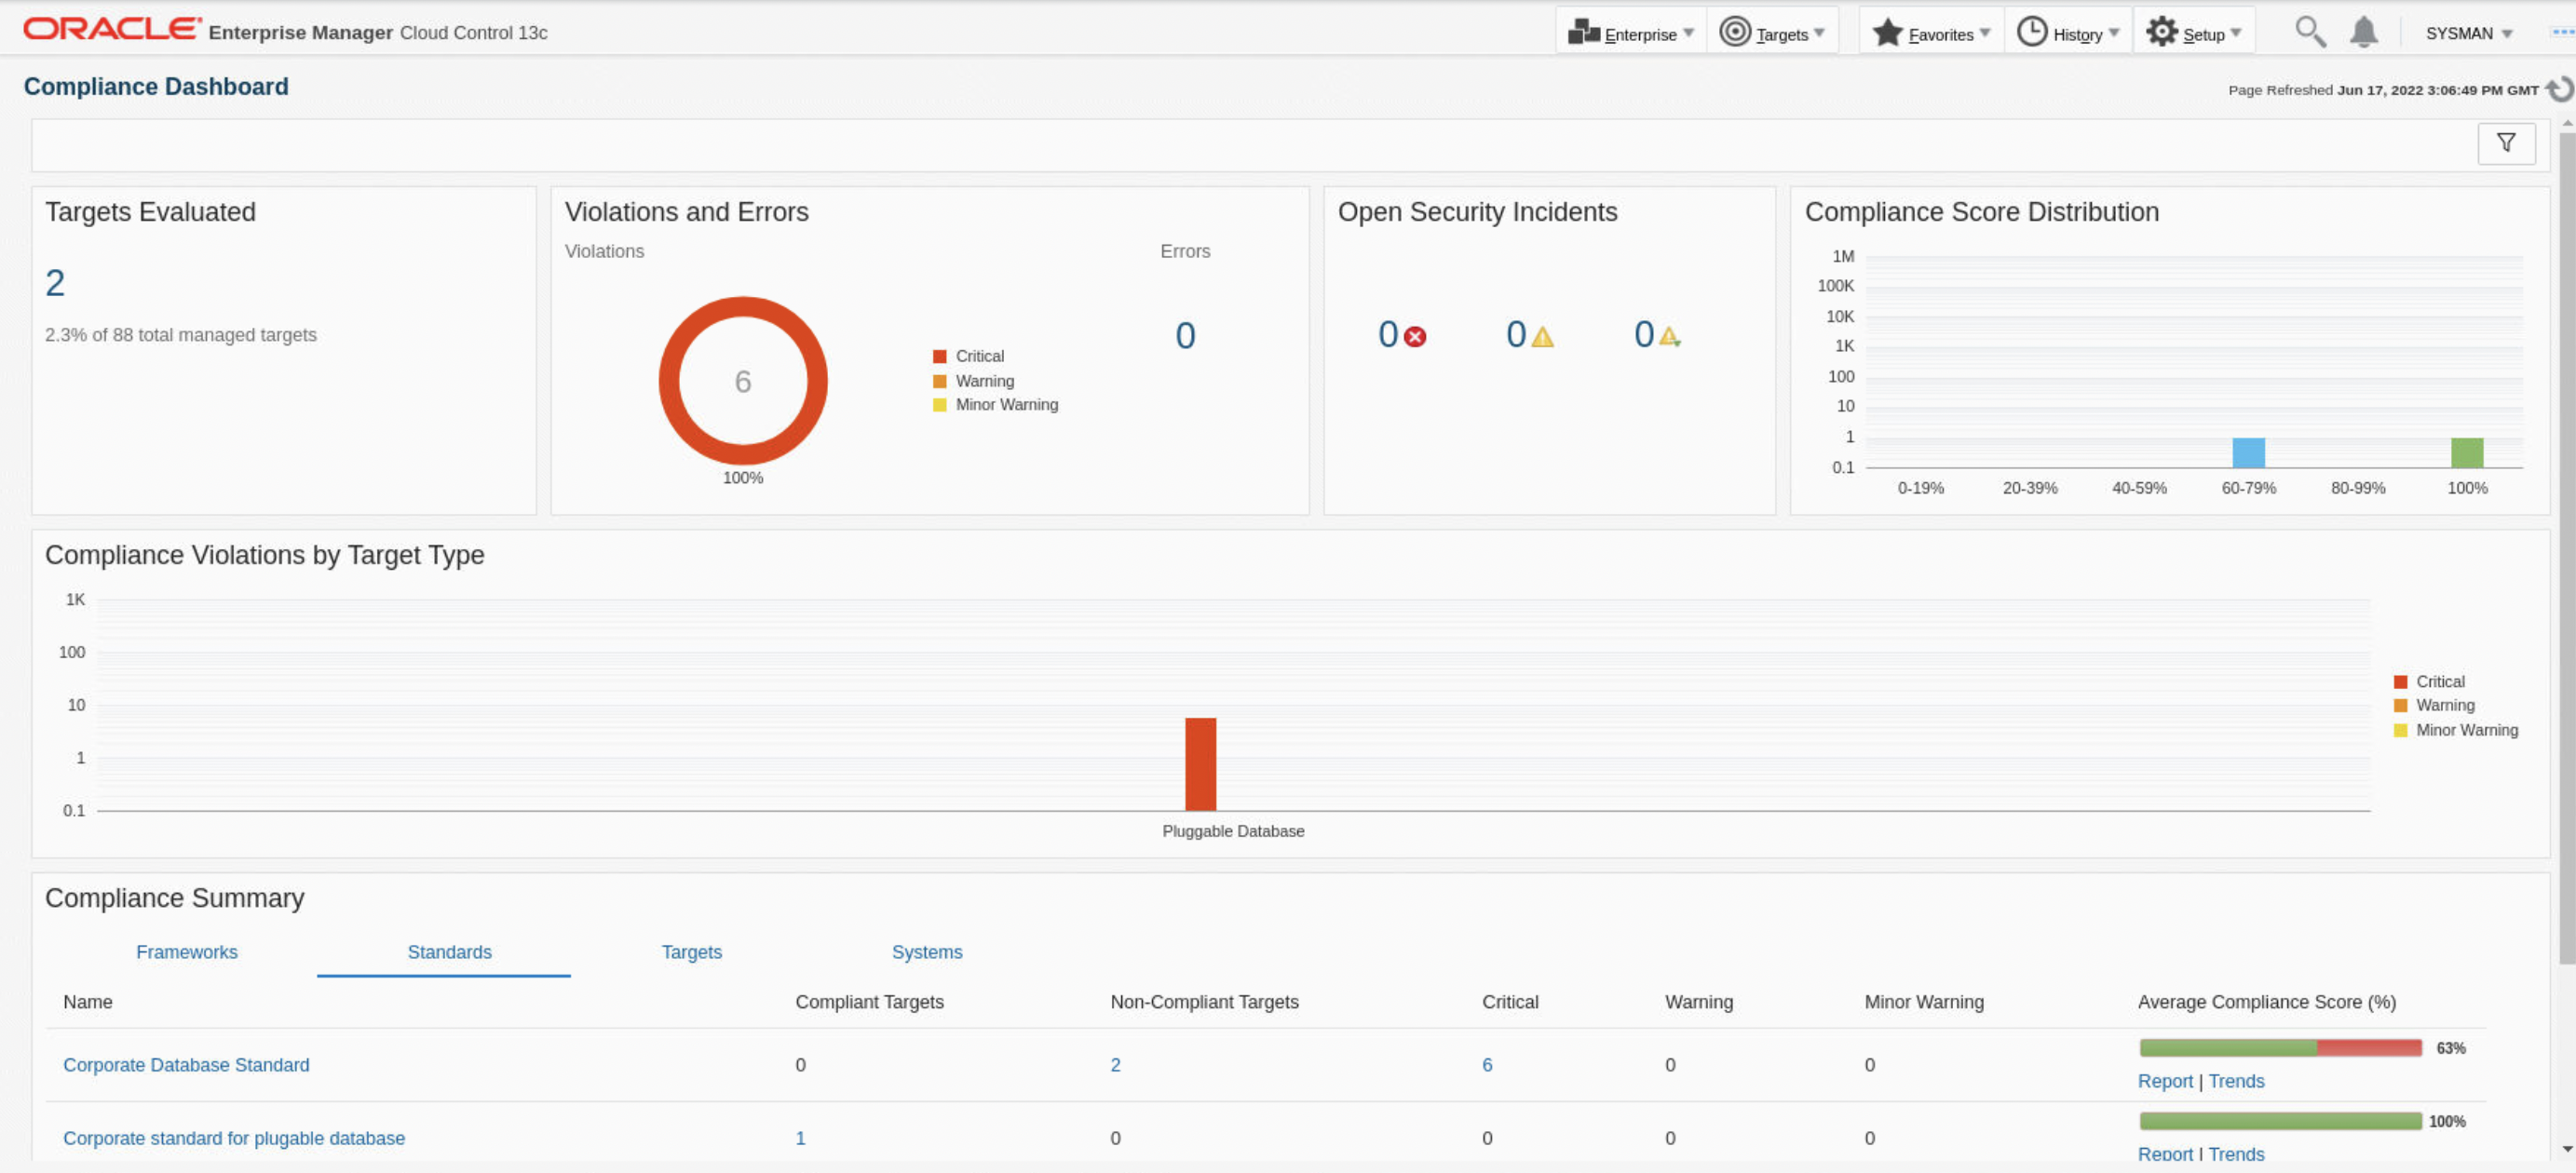 ORACLE Enterprise Manager Cloud Control 13c
Enterprise Targets Favorites History Setup SYSMAN
Compliance Dashboard
Page Refreshed Jun 17, 2022 3:06:49 PM GMT
Targets Evaluated
2
2.3% of 88 total managed targets
Violations and Errors
Violations
Errors
6
100%
Critical
Warning
Minor Warning
0
Open Security Incidents
0 0 0
Compliance Score Distribution
1M
100K
10K
1K
100
10
1
0.1
0-19% 20-39% 40-59% 60-79% 80-99% 100%
Compliance Violations by Target Type
1K
100
10
1
0.1
Pluggable Database
Critical
Warning
Minor Warning
Compliance Summary
Frameworks Standards Targets Systems
Name Compliant Targets Non-Compliant Targets Critical Warning Minor Warning Average Compliance Score (%)
Corporate Database Standard 0 2 6 0 0 63%
Report | Trends
Corporate standard for plugable database 1 0 0 0 0 100%
Report | Trends